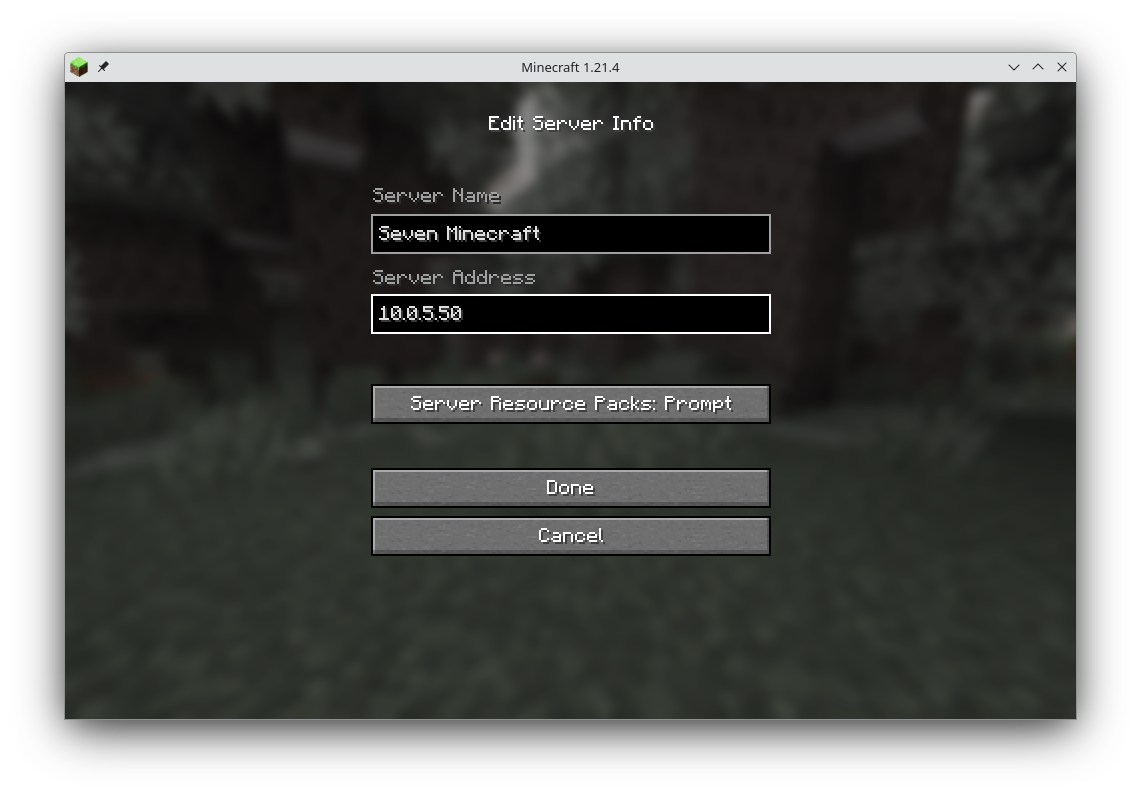 Minecraft 1.21.4
Edit Server Info
Server Name
Seven Minecraft
Server Address
10.0.5.50
Server Resource Packs: Prompt
Done
Cancel